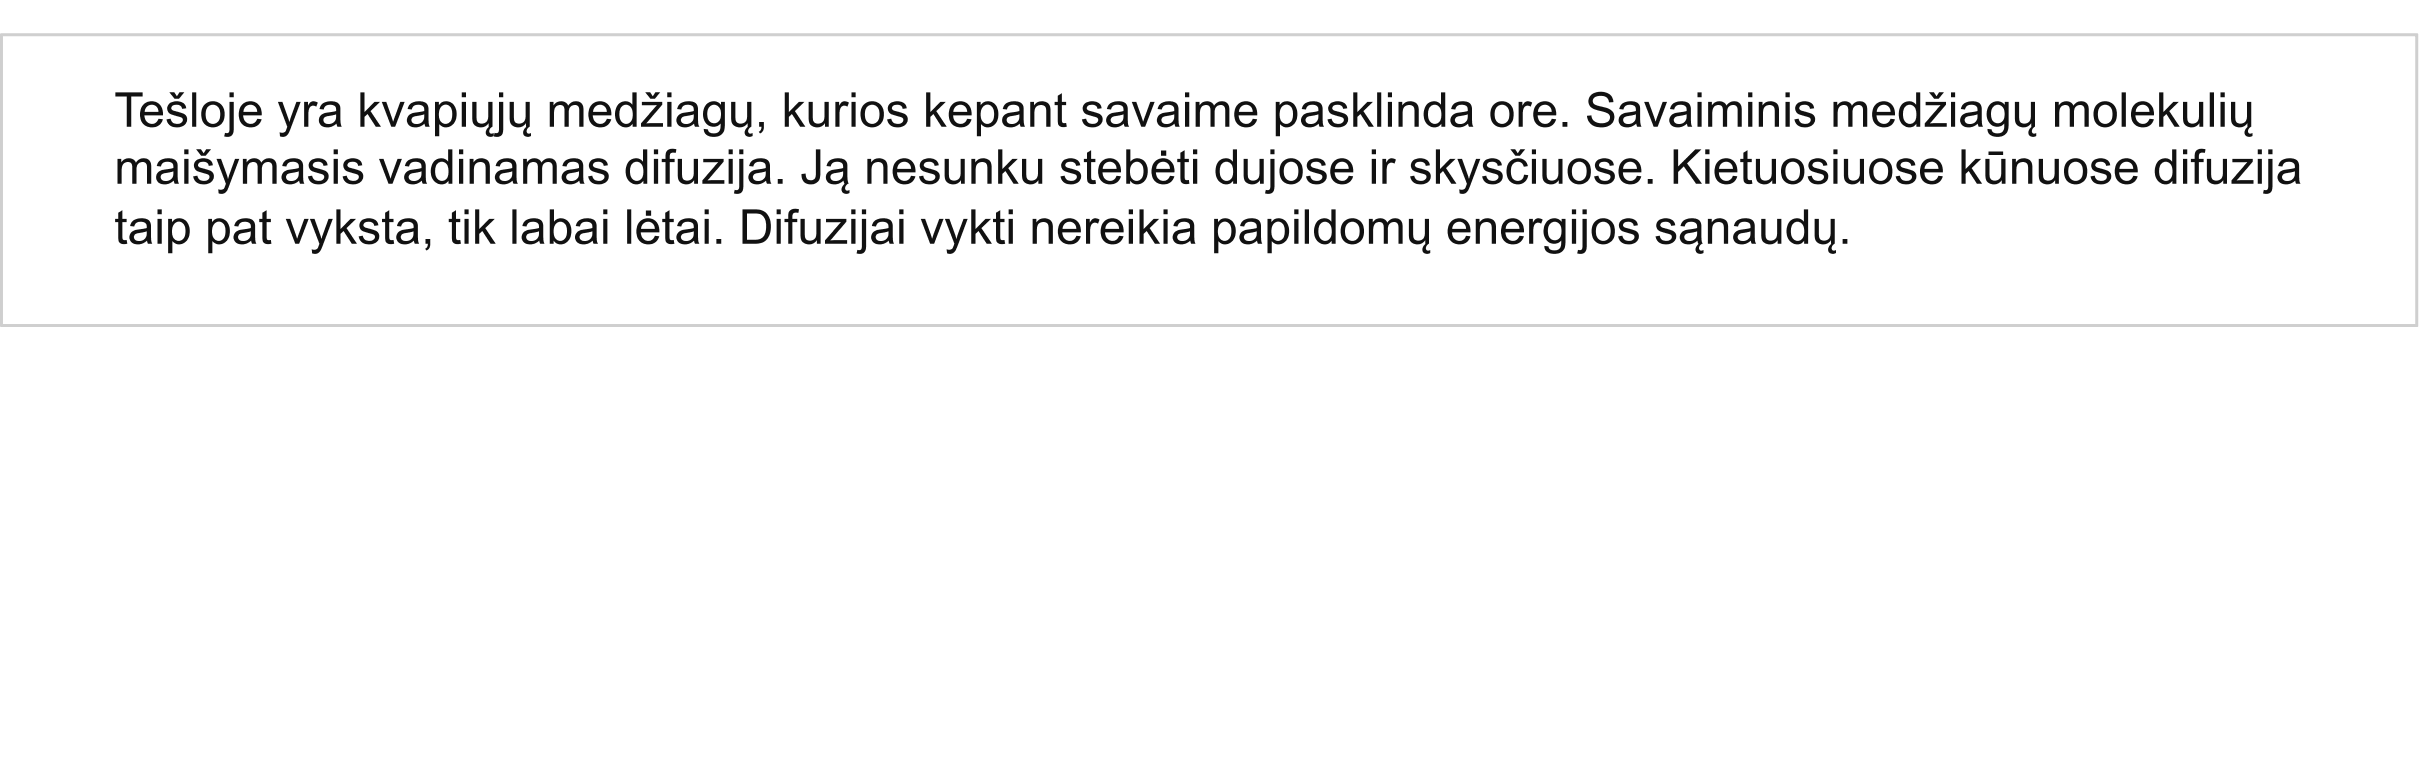 Tešloje yra kvapiųjų medžiagų, kurios kepant savaime pasklinda ore. Savaiminis medžiagų molekulių
maišymasis vadinamas difuzija. Ją nesunku stebėti dujose ir skysčiuose. Kietuosiuose kūnuose difuzija
taip pat vyksta, tik labai lėtai. Difuzijai vykti nereikia papildomų energijos sąnaudų.